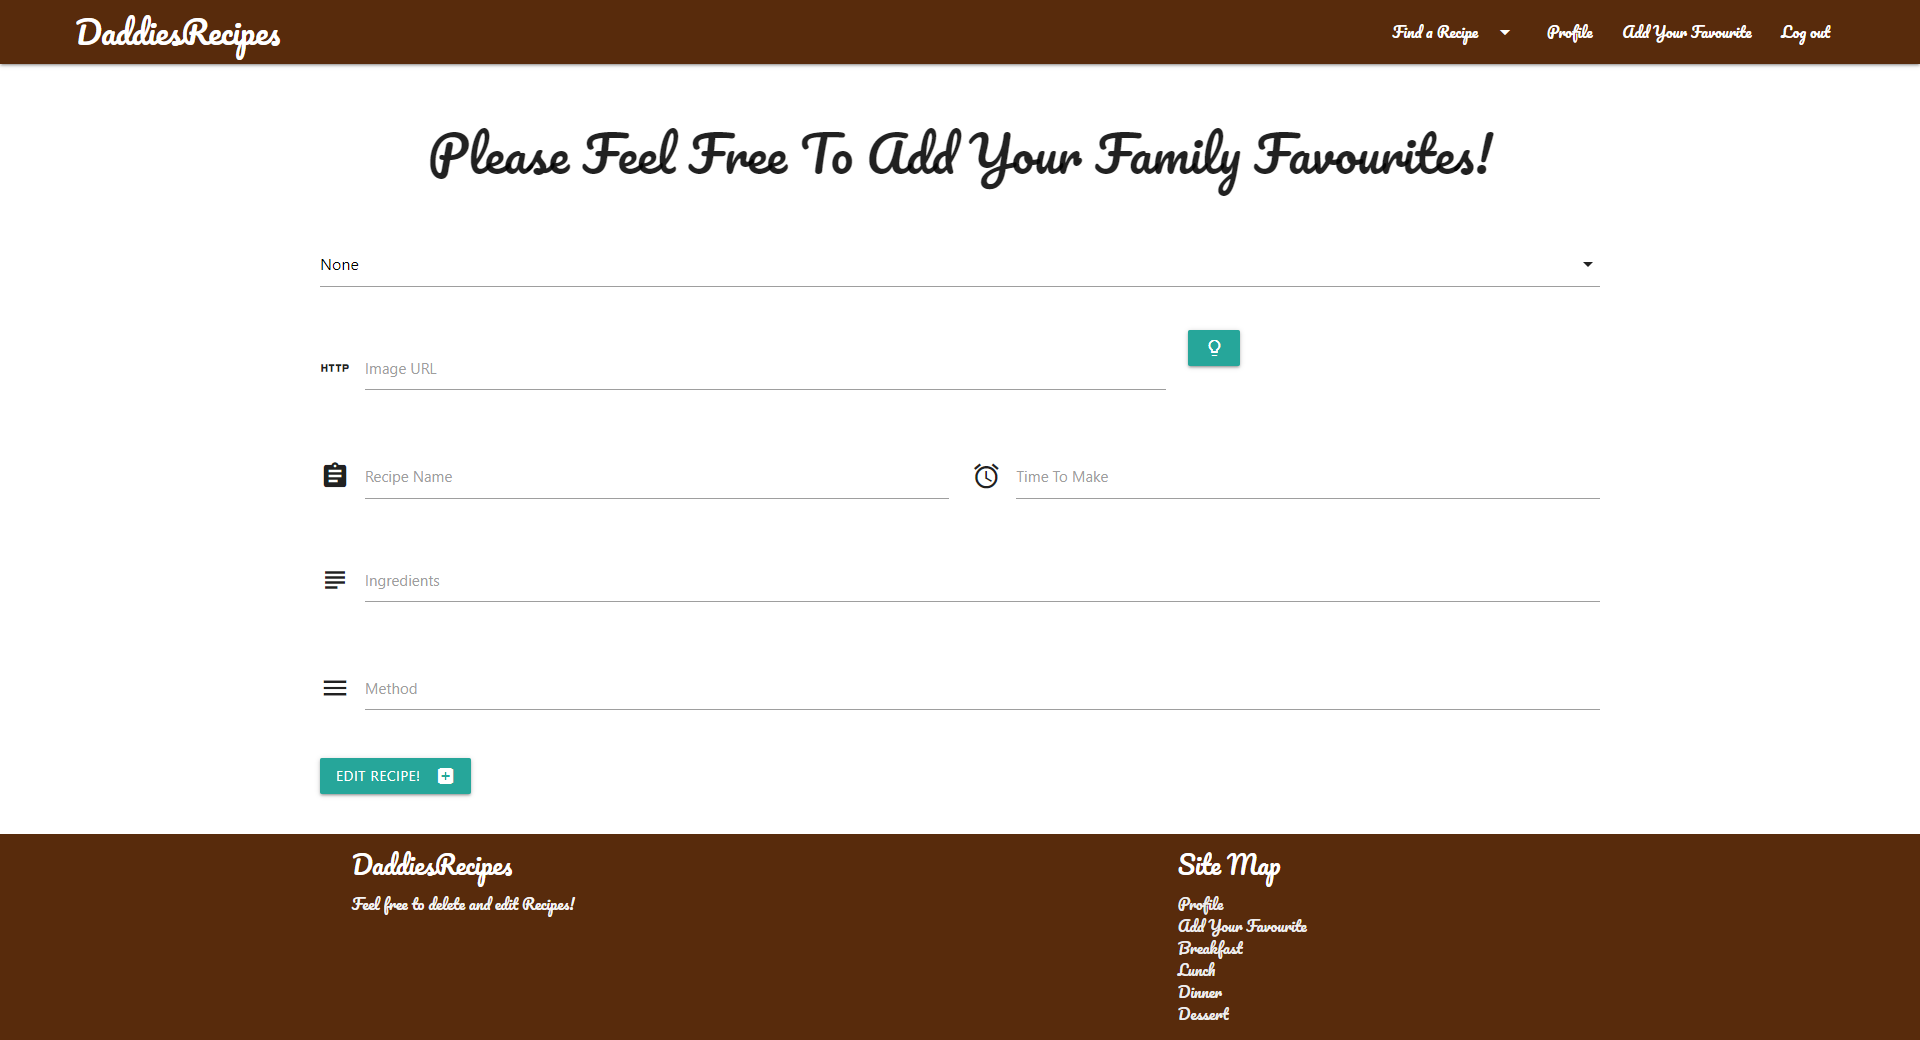 DaddiesRecipes
Find a Recipe Profile Add Your Favourite Log out
Please Feel Free To Add Your Family Favourites!
None
HTTP Image URL
Recipe Name Time To Make
Ingredients
Method
EDIT RECIPE!
DaddiesRecipes
Feel free to delete and edit Recipes!
Site Map
Profile
Add Your Favourite
Breakfast
Lunch
Dinner
Dessert